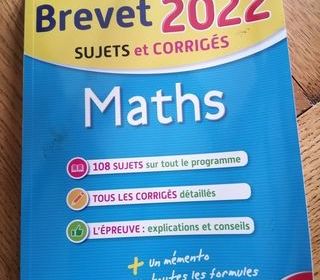 Brevet 2022
SUJETS et CORRIGÉS
Maths
108 SUJETS sur tout le programme
TOUS LES CORRIGÉS détaillés
L'ÉPREUVE : explications et conseils
+ un mémento
toutes les formules